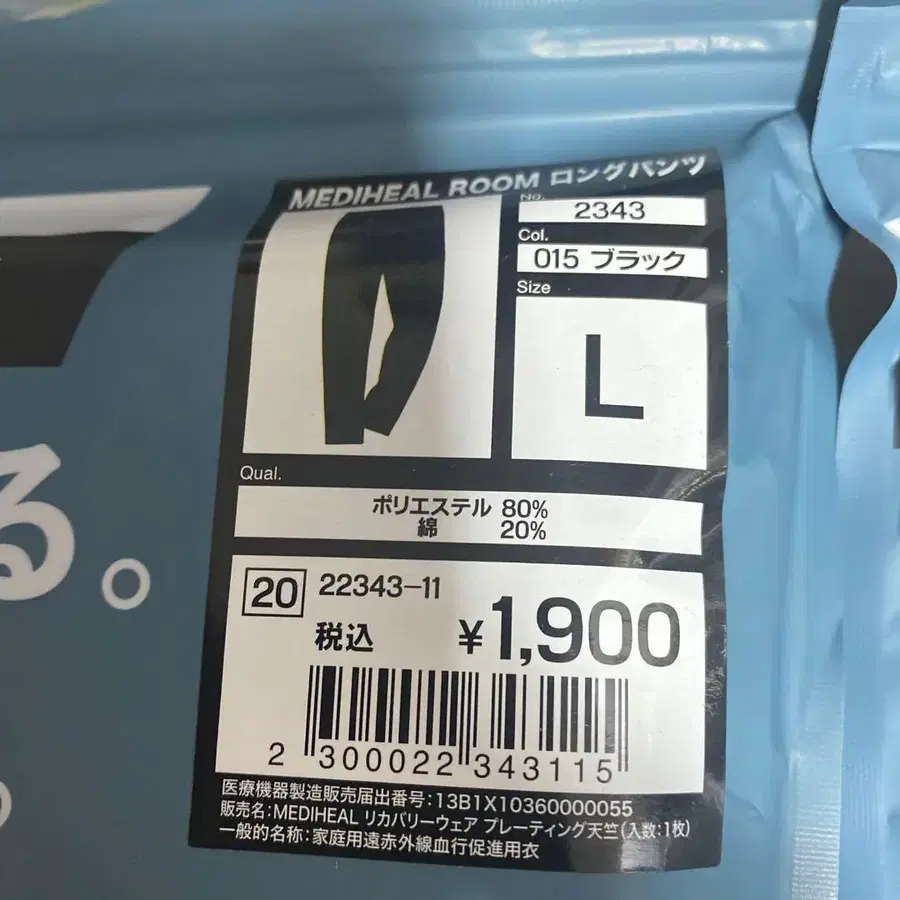 MEDIHEAL ROOM ロングパンツ
No.
2343
Col.
015 ブラック
Size
L
Qual.
ポリエステル 80%
綿 20%
る。
20 22343-11
税込 ¥1,900
2 300022 343115
医療機器製造販売届出番号:13B1X10360000055
販売名:MEDIHEAL リカバリーウェア プレーティング天竺(入数:1枚)
一般的名称:家庭用遠赤外線血行促進用衣